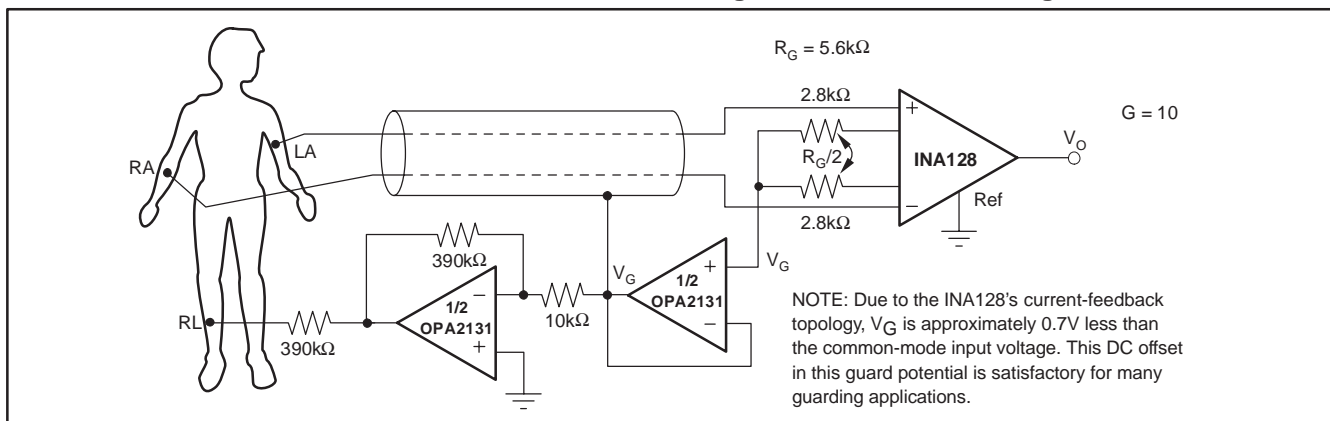 R_G = 5.6kΩ
2.8kΩ
G = 10
LA
RA
+
V_O
R_G/2
INA128
Ref
−
2.8kΩ
390kΩ
V_G
+
V_G
1/2
OPA2131
−
10kΩ
−
1/2
OPA2131
+
RL
390kΩ
NOTE: Due to the INA128's current-feedback
topology, V_G is approximately 0.7V less than
the common-mode input voltage. This DC offset
in this guard potential is satisfactory for many
guarding applications.